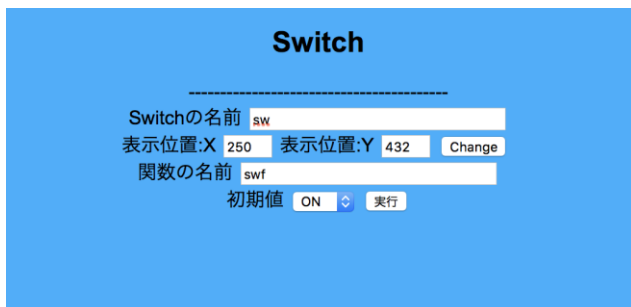 Switch
-----------------------------------------
Switchの名前 sw
表示位置:X 250 表示位置:Y 432 Change
関数の名前 swf
初期値 ON 実行